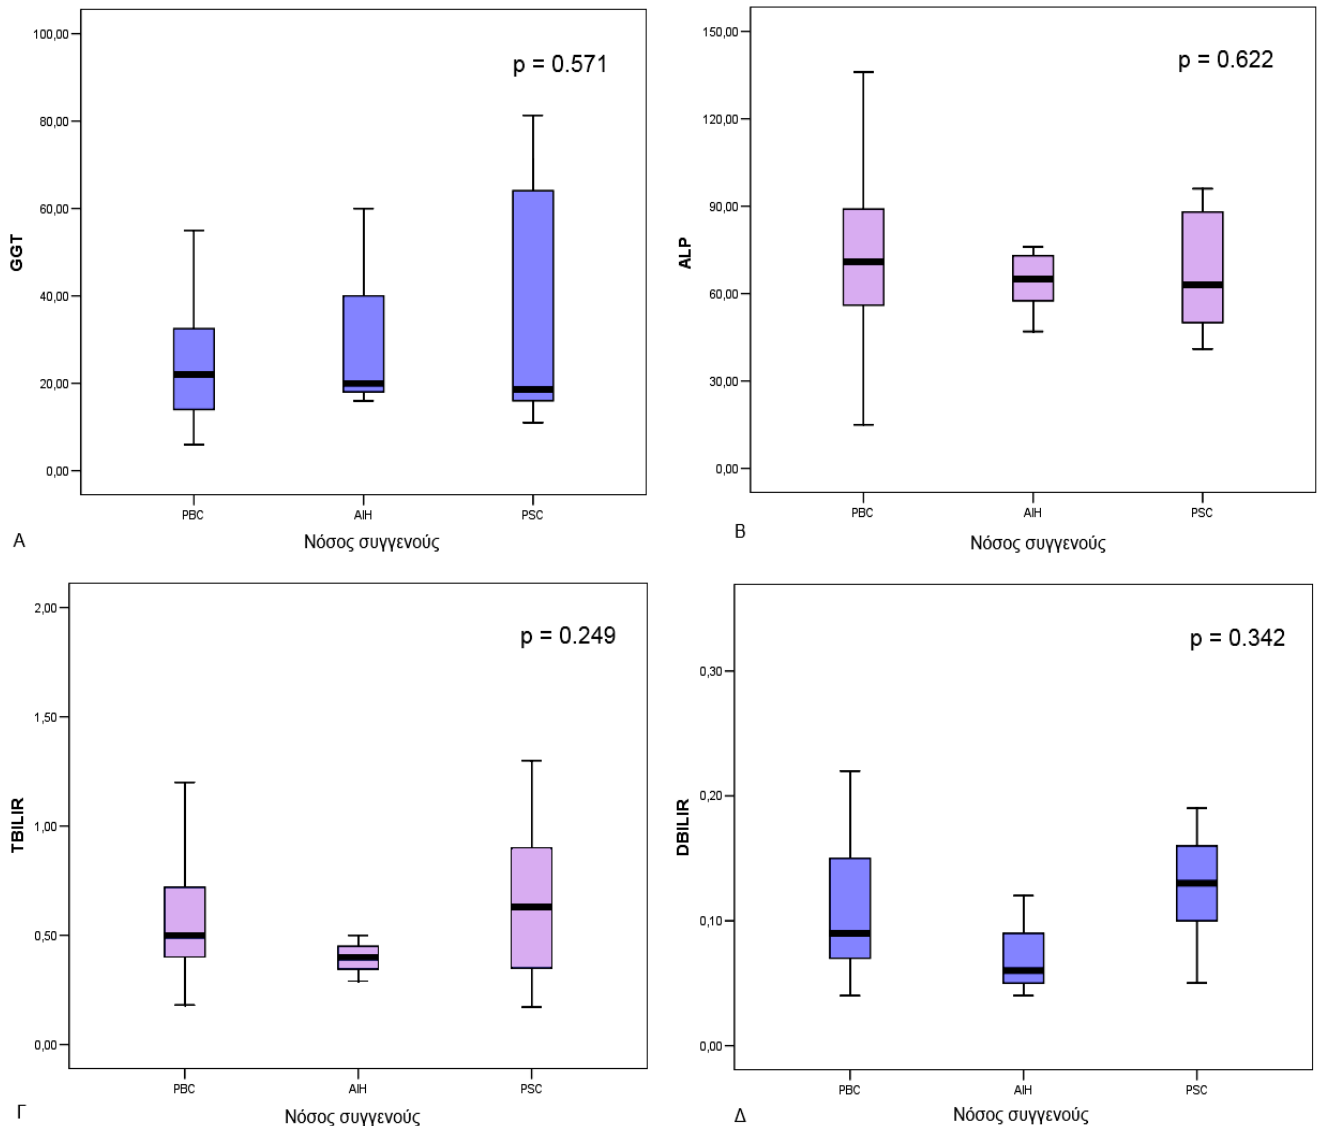 100,00
80,00
60,00
40,00
20,00
0,00
GGT
p = 0.571
PBC AIH PSC
Νόσος συγγενούς
Α
150,00
120,00
90,00
60,00
30,00
0,00
ALP
p = 0.622
PBC AIH PSC
Νόσος συγγενούς
Β
2,00
1,50
1,00
0,50
0,00
TBILIR
p = 0.249
PBC AIH PSC
Νόσος συγγενούς
Γ
0,30
0,20
0,10
0,00
DBILIR
p = 0.342
PBC AIH PSC
Νόσος συγγενούς
Δ